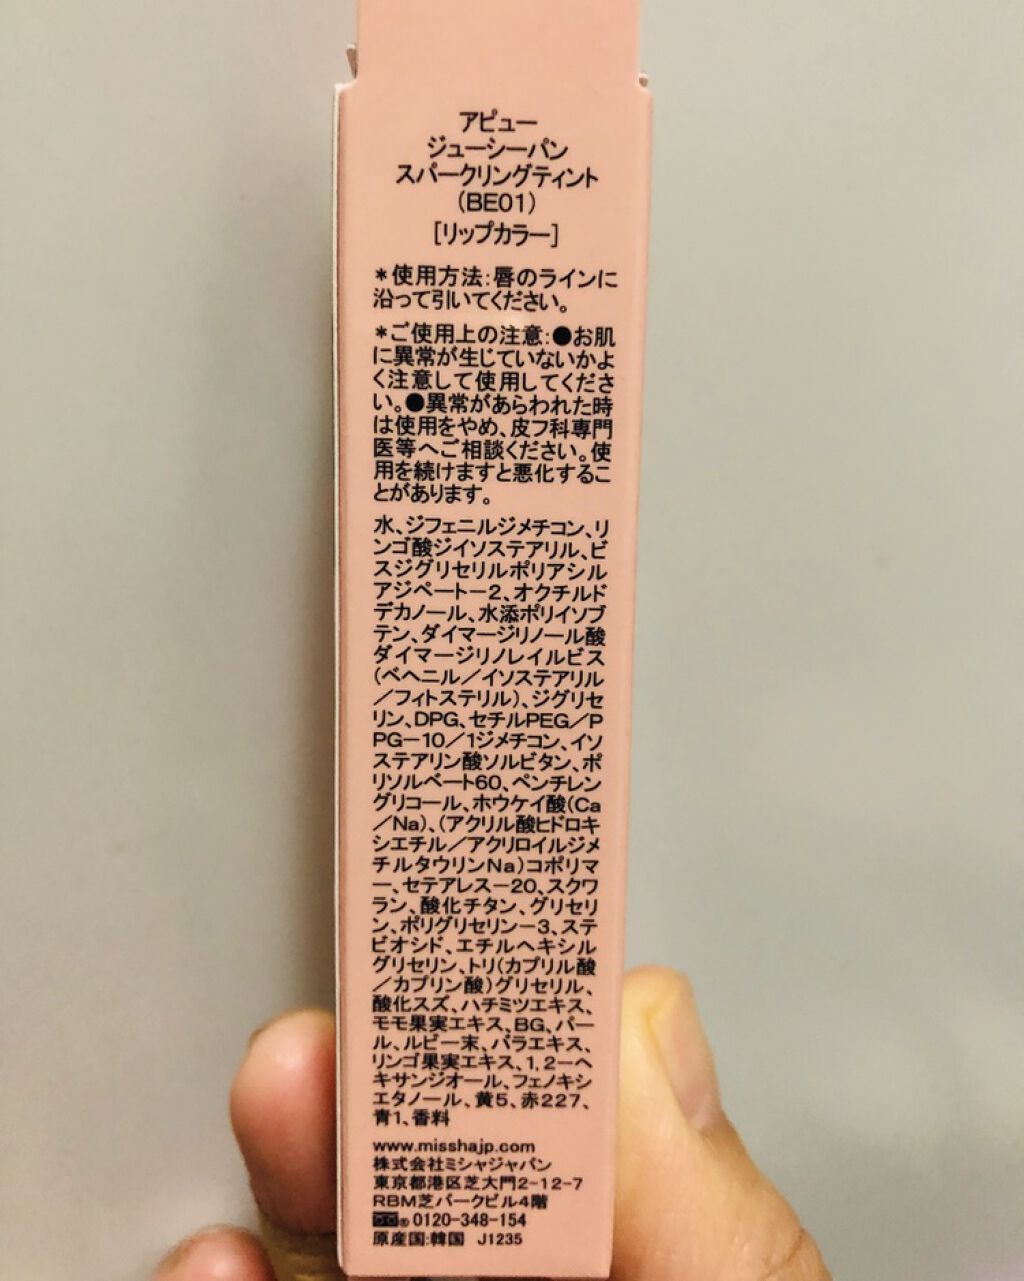 アピュー
ジューシーパン
スパークリングティント
(BE01)
[リップカラー]
＊使用方法:唇のラインに
沿って引いてください。
＊ご使用上の注意:●お肌
に異常が生じていないかよ
く注意して使用してくださ
い。●異常があらわれた時
は使用をやめ、皮フ科専門
医等へご相談ください。使
用を続けますと悪化するこ
とがあります。
水、ジフェニルジメチコン、リ
ンゴ酸ジイソステアリル、ビ
スジグリセリルポリアシル
アジペート－2、オクチルド
デカノール、水添ポリイソブ
テン、ダイマージリノール酸
ダイマージリノレイルビス
(ベヘニル／イソステアリル
／フィトステリル)、ジグリセ
リン、DPG、セチルPEG／P
PG－10／1ジメチコン、イソ
ステアリン酸ソルビタン、ポ
リソルベート60、ペンチレン
グリコール、ホウケイ酸(Ca
／Na)、(アクリル酸ヒドロキ
シエチル／アクリロイルジメ
チルタウリンNa)コポリマ
ー、セテアレス－20、スクワ
ラン、酸化チタン、グリセリ
ン、ポリグリセリン－3、ステ
ビオシド、エチルヘキシル
グリセリン、トリ(カプリル酸
／カプリン酸)グリセリル、
酸化スズ、ハチミツエキス、
モモ果実エキス、BG、パー
ル、ルビー末、バラエキス、
リンゴ果実エキス、1，2－ヘ
キサンジオール、フェノキシ
エタノール、黄5、赤227、
青1、香料
www.misshajp.com
株式会社ミシャジャパン
東京都港区芝大門2-12-7
RBM芝パークビル4階
0120-348-154
原産国:韓国 J1235